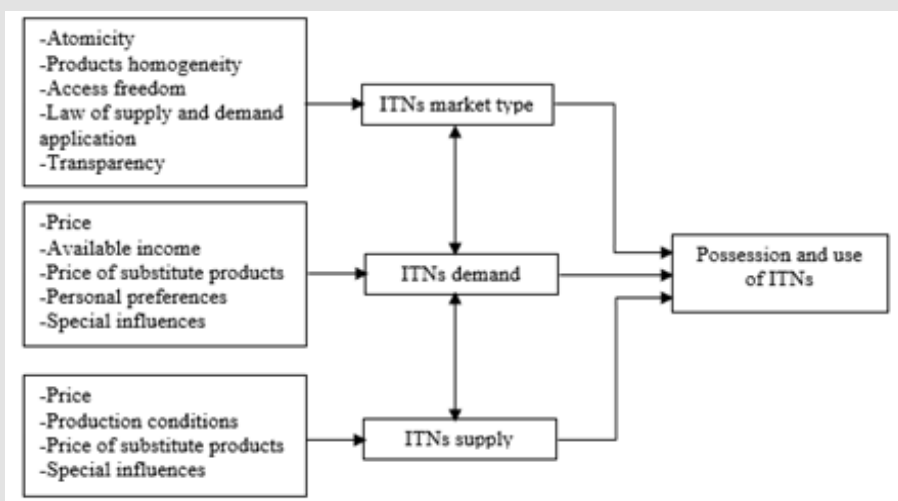 -Atomicity
-Products homogeneity
-Access freedom
-Law of supply and demand
application
-Transparency
ITNs market type
-Price
-Available income
-Price of substitute products
-Personal preferences
-Special influences
ITNs demand
Possession and use
of ITNs
-Price
-Production conditions
-Price of substitute products
-Special influences
ITNs supply